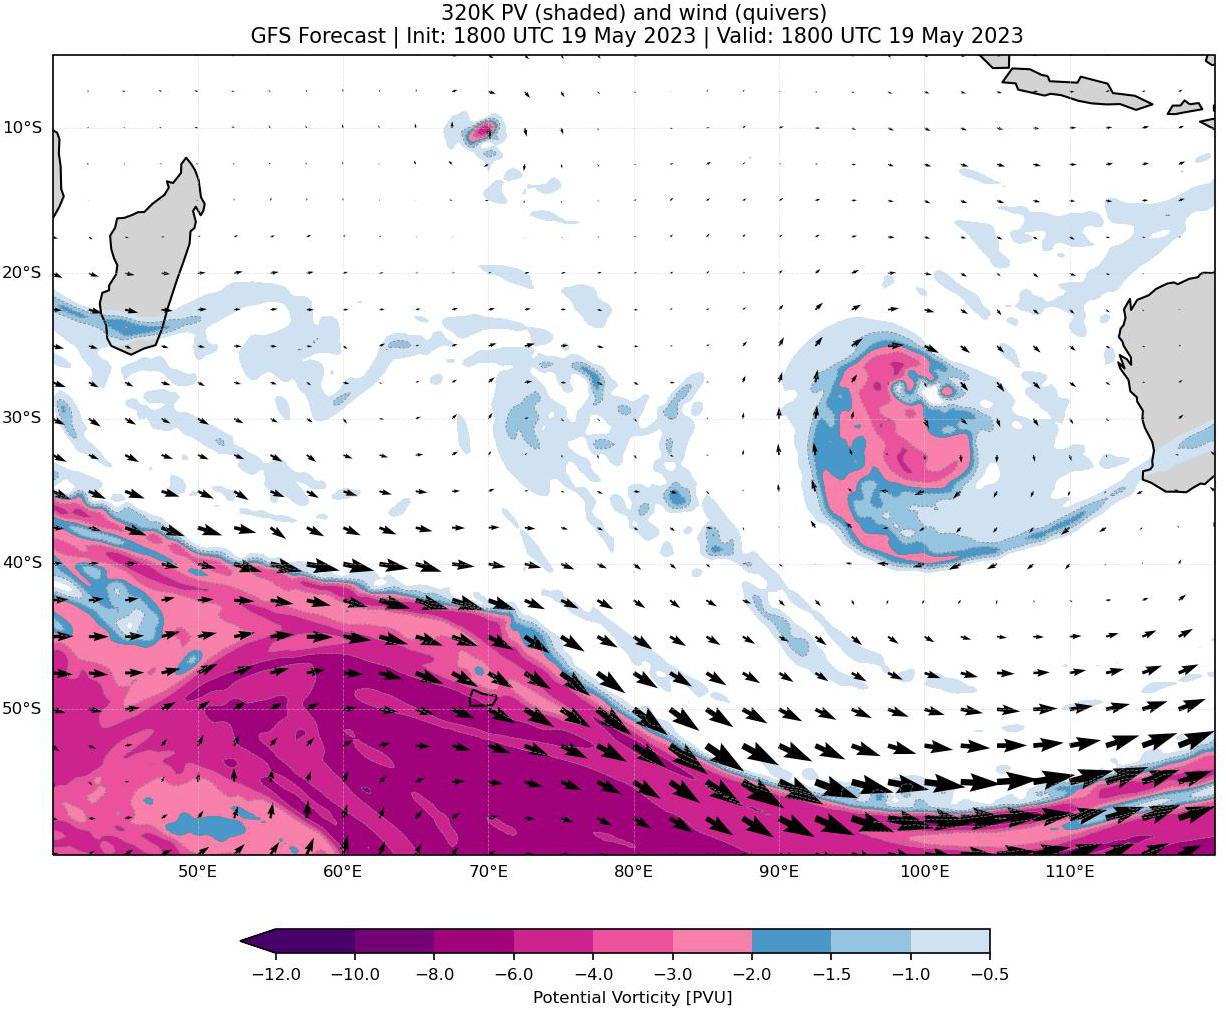 320K PV (shaded) and wind (quivers)
GFS Forecast | Init: 1800 UTC 19 May 2023 | Valid: 1800 UTC 19 May 2023
10°S
20°S
30°S
40°S
50°S
50°E 60°E 70°E 80°E 90°E 100°E 110°E
−12.0 −10.0 −8.0 −6.0 −4.0 −3.0 −2.0 −1.5 −1.0 −0.5
Potential Vorticity [PVU]